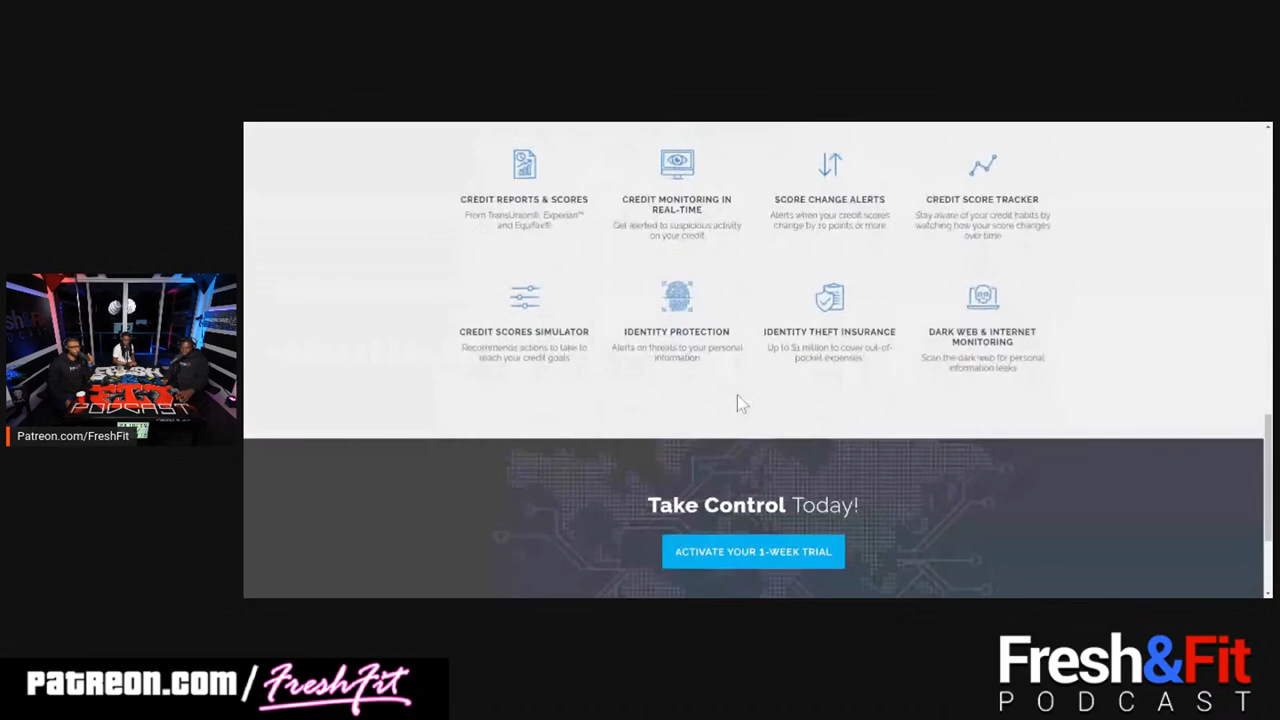 CREDIT REPORTS & SCORES
From TransUnion®, Experian™
and Equifax®
CREDIT MONITORING IN
REAL-TIME
Get alerted to suspicious activity
on your credit.
SCORE CHANGE ALERTS
Alerts when your credit scores
change by 10 points or more
CREDIT SCORE TRACKER
Stay aware of your credit habits by
watching how your score changes
over time
CREDIT SCORES SIMULATOR
Recommends actions to take to
reach your credit goals
IDENTITY PROTECTION
Alerts on threats to your personal
information
IDENTITY THEFT INSURANCE
Up to $1 million to cover out-of-
pocket expenses
DARK WEB & INTERNET
MONITORING
Scan the dark web for personal
information leaks
PODCAST
Patreon.com/FreshFit
Take Control Today!
ACTIVATE YOUR 1-WEEK TRIAL
patreon.com/FreshFit
Fresh&Fit
PODCAST